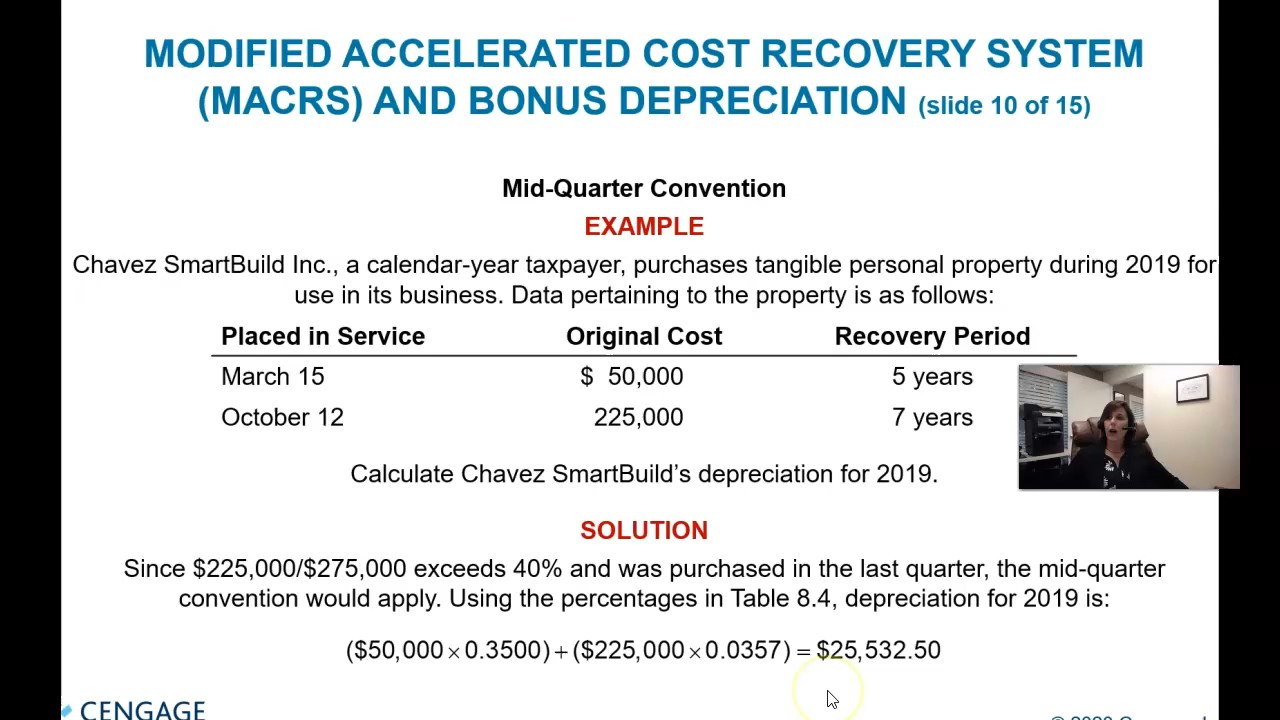 MODIFIED ACCELERATED COST RECOVERY SYSTEM
(MACRS) AND BONUS DEPRECIATION (slide 10 of 15)
Mid-Quarter Convention
EXAMPLE
Chavez SmartBuild Inc., a calendar-year taxpayer, purchases tangible personal property during 2019 for
use in its business. Data pertaining to the property is as follows:
Placed in Service Original Cost Recovery Period
March 15 $ 50,000 5 years
October 12 225,000 7 years
Calculate Chavez SmartBuild's depreciation for 2019.
SOLUTION
Since $225,000/$275,000 exceeds 40% and was purchased in the last quarter, the mid-quarter
convention would apply. Using the percentages in Table 8.4, depreciation for 2019 is:
($50,000 × 0.3500) + ($225,000 × 0.0357) = $25,532.50
CENGAGE